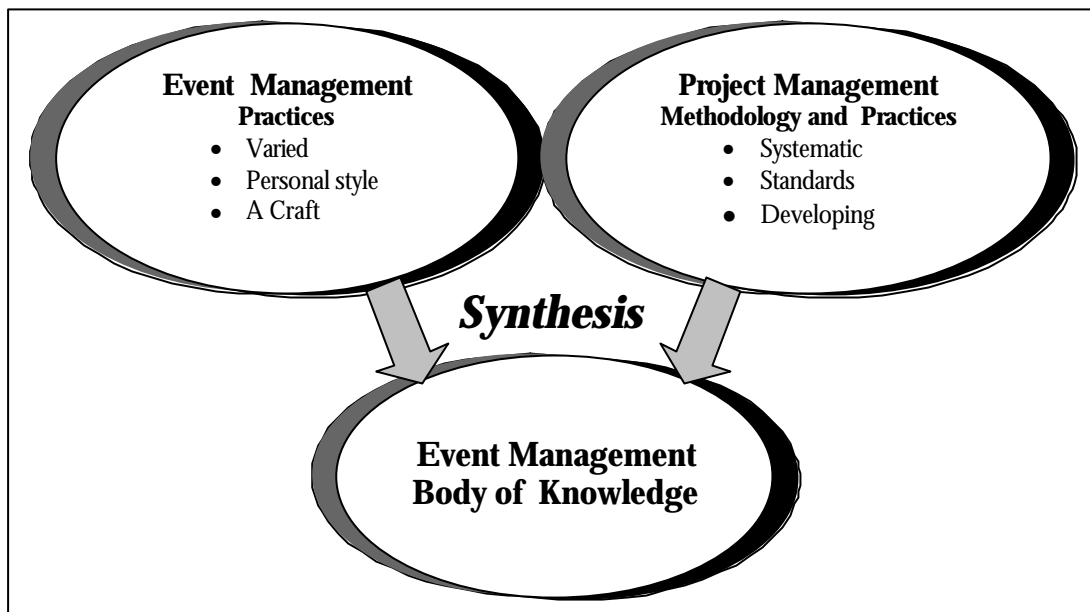 Event Management
Practices
• Varied
• Personal style
• A Craft
Project Management
Methodology and Practices
• Systematic
• Standards
• Developing
Synthesis
Event Management
Body of Knowledge